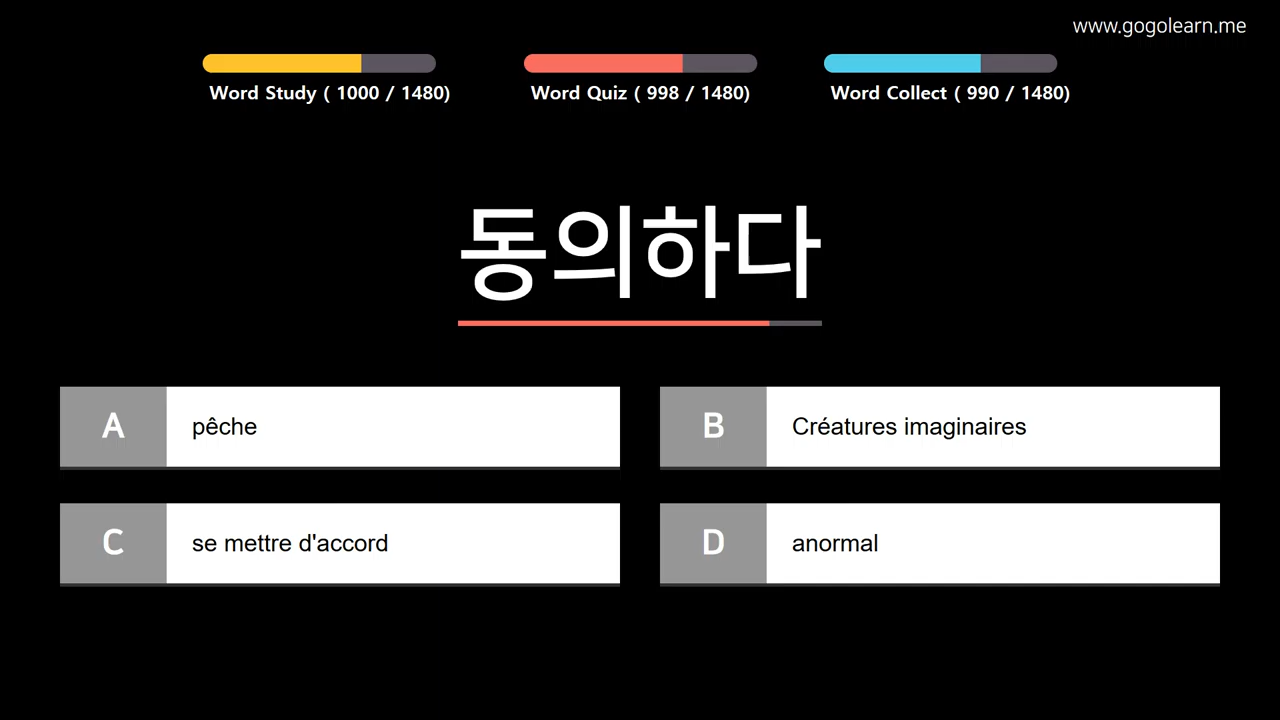 www.gogolearn.me
Word Study ( 1000 / 1480)
Word Quiz ( 998 / 1480)
Word Collect ( 990 / 1480)
동의하다
A pêche
B Créatures imaginaires
C se mettre d'accord
D anormal